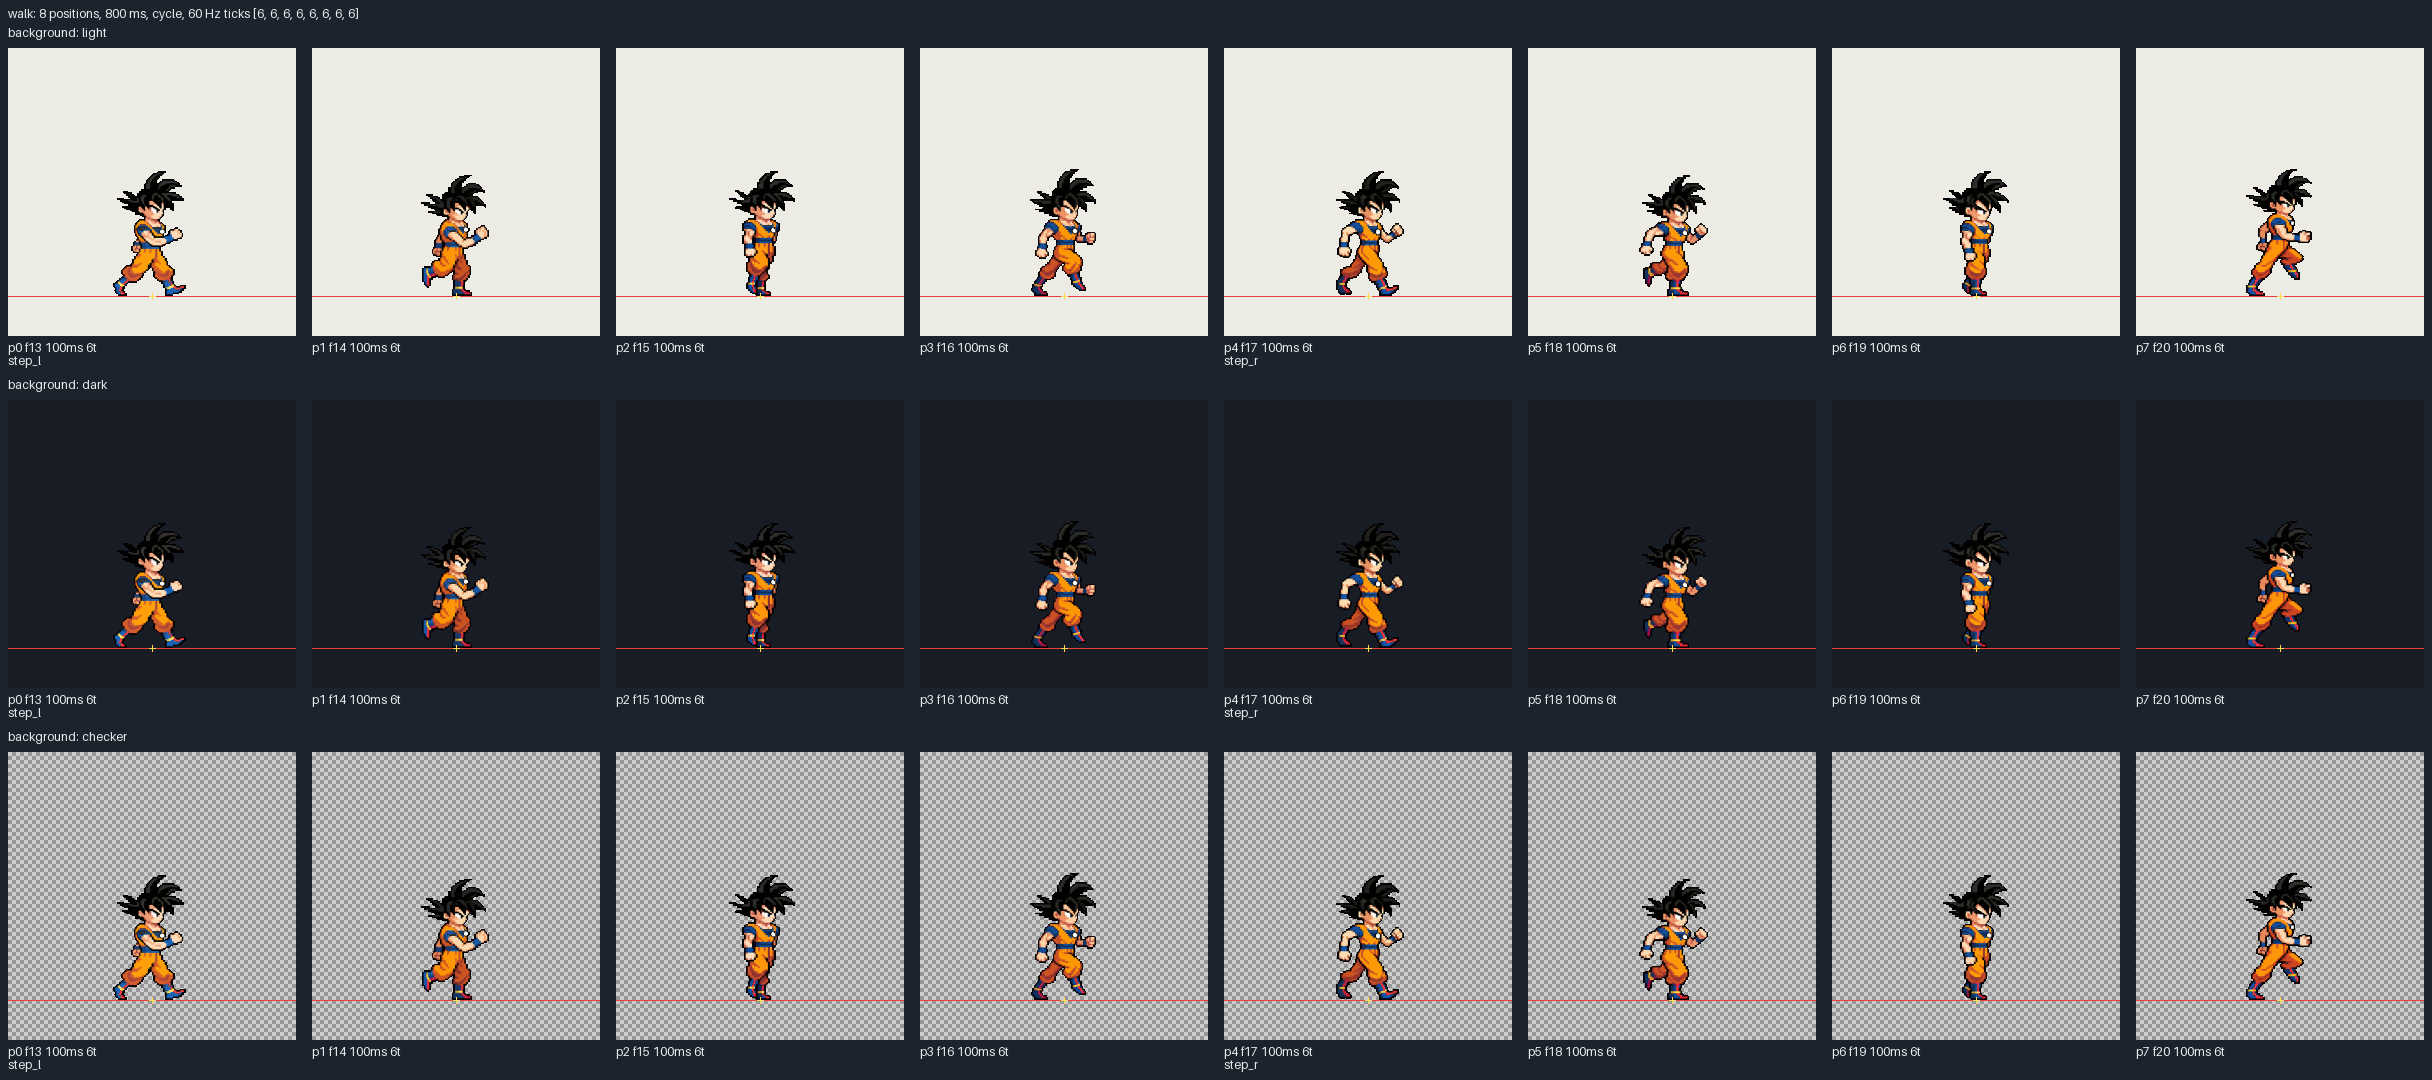 walk: 8 positions, 800 ms, cycle, 60 Hz ticks [6, 6, 6, 6, 6, 6, 6, 6]
background: light
p0 f13 100ms 6t
step_l
p1 f14 100ms 6t
p2 f15 100ms 6t
p3 f16 100ms 6t
p4 f17 100ms 6t
step_r
p5 f18 100ms 6t
p6 f19 100ms 6t
p7 f20 100ms 6t
background: dark
p0 f13 100ms 6t
step_l
p1 f14 100ms 6t
p2 f15 100ms 6t
p3 f16 100ms 6t
p4 f17 100ms 6t
step_r
p5 f18 100ms 6t
p6 f19 100ms 6t
p7 f20 100ms 6t
background: checker
p0 f13 100ms 6t
step_l
p1 f14 100ms 6t
p2 f15 100ms 6t
p3 f16 100ms 6t
p4 f17 100ms 6t
step_r
p5 f18 100ms 6t
p6 f19 100ms 6t
p7 f20 100ms 6t